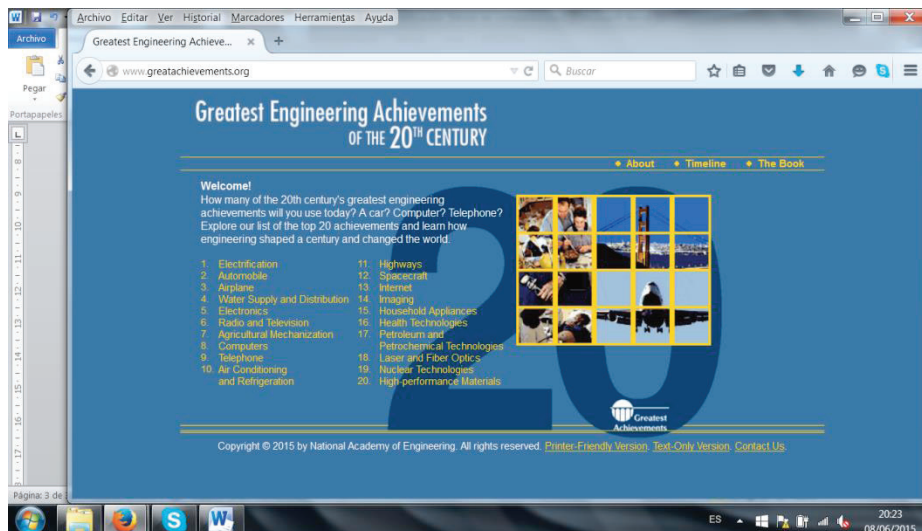 Archivo Editar Ver Historial Marcadores Herramientas Ayuda
Archivo
Greatest Engineering Achieve... × +
www.greatachievements.org
Buscar
Pegar
Portapapeles
Greatest Engineering Achievements
OF THE 20TH CENTURY
About Timeline The Book
Welcome!
How many of the 20th century's greatest engineering
achievements will you use today? A car? Computer? Telephone?
Explore our list of the top 20 achievements and learn how
engineering shaped a century and changed the world.
1. Electrification
2. Automobile
3. Airplane
4. Water Supply and Distribution
5. Electronics
6. Radio and Television
7. Agricultural Mechanization
8. Computers
9. Telephone
10. Air Conditioning
and Refrigeration
11. Highways
12. Spacecraft
13. Internet
14. Imaging
15. Household Appliances
16. Health Technologies
17. Petroleum and
Petrochemical Technologies
18. Laser and Fiber Optics
19. Nuclear Technologies
20. High-performance Materials
20
Greatest
Achievements
Copyright © 2015 by National Academy of Engineering. All rights reserved. Printer-Friendly Version. Text-Only Version. Contact Us.
Página: 3 de
ES
20:23
08/06/2015